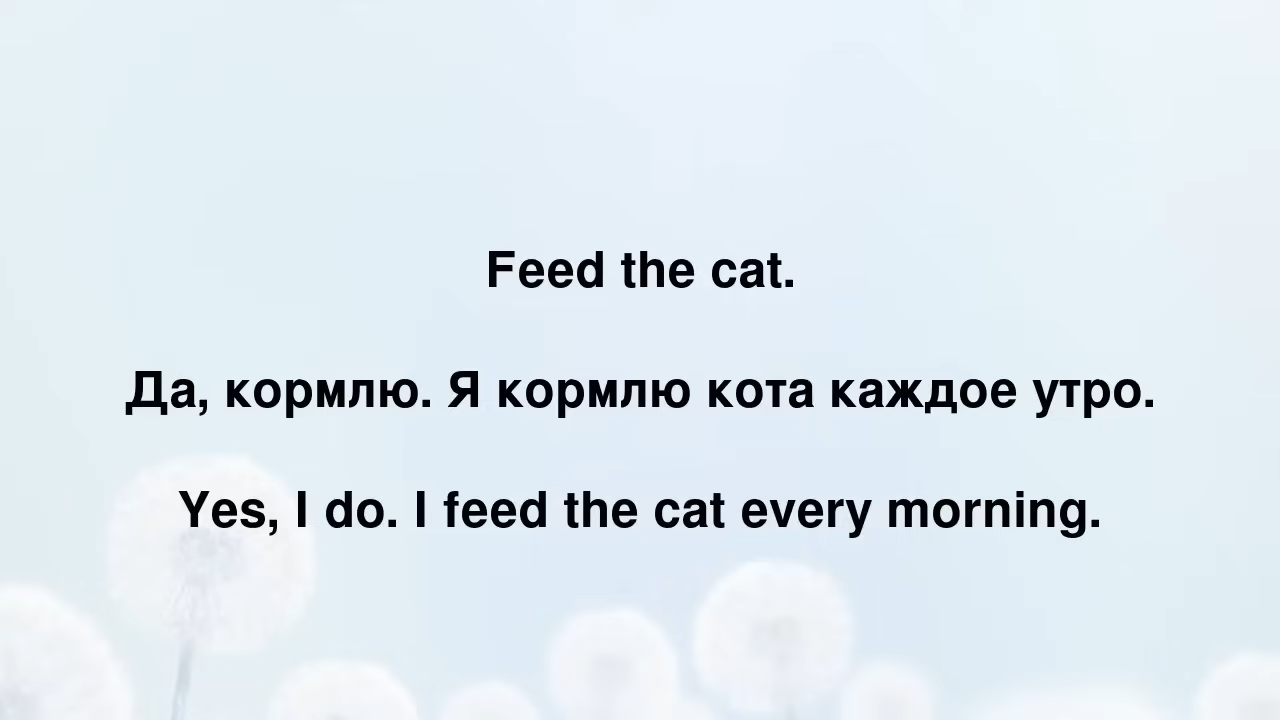 Feed the cat.
Да, кормлю. Я кормлю кота каждое утро.
Yes, I do. I feed the cat every morning.